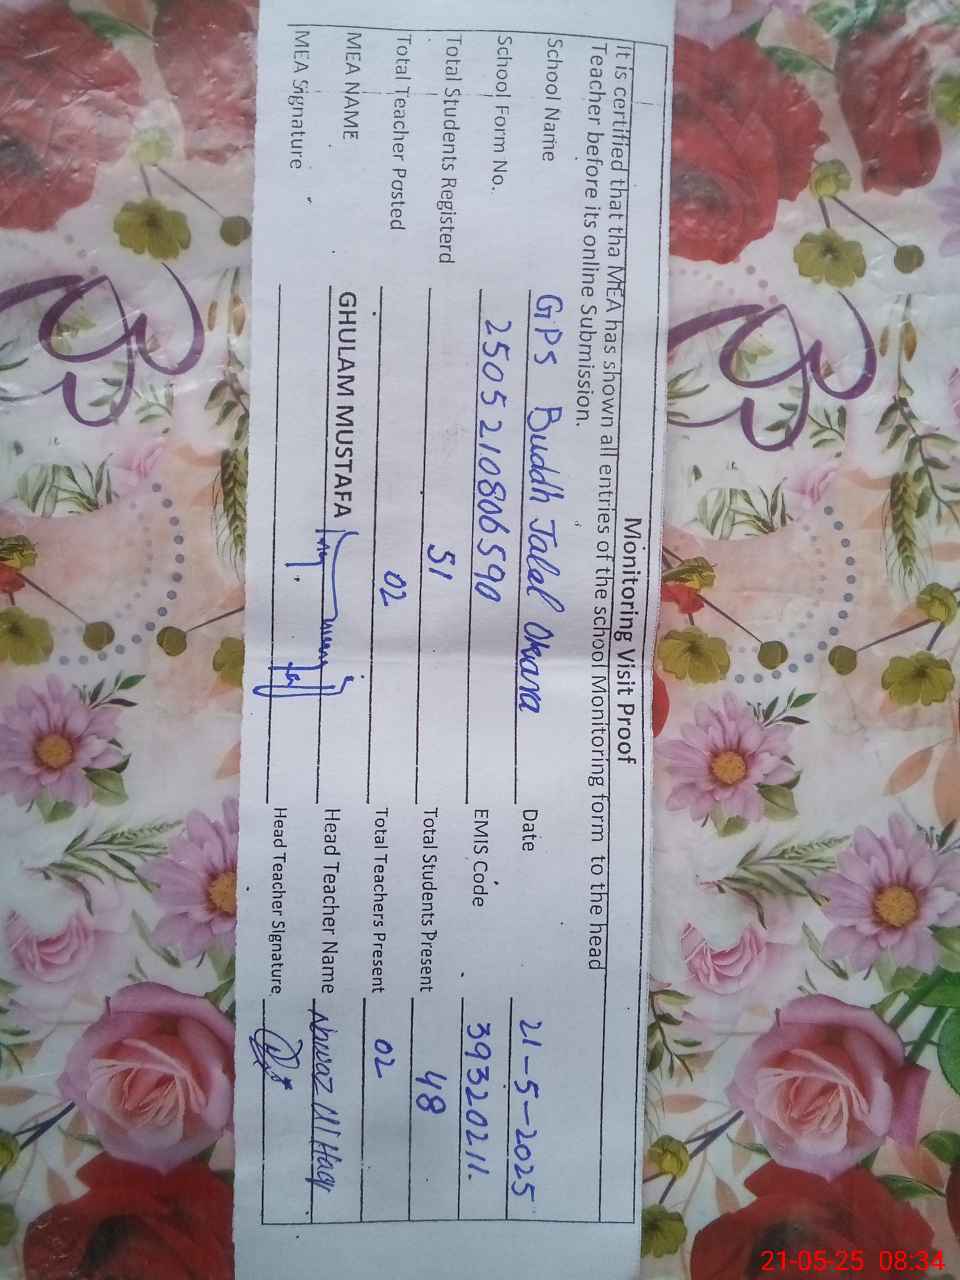 Monitoring Visit Proof
It is certified that tha MEA has shown all entries of the school Monitoring form to the head
Teacher before its online Submission.
School Name GPS Buddh Jalal Okara Date 21-5-2025
School Form No. 2505210806590 EMIS Code 39320211.
Total Students Registerd 51 Total Students Present 48
Total Teacher Posted 02 Total Teachers Present 02
MEA NAME GHULAM MUSTAFA Head Teacher Name Nawaz Ul Haq
MEA Signature Head Teacher SIgnature
21-05-25 08:34